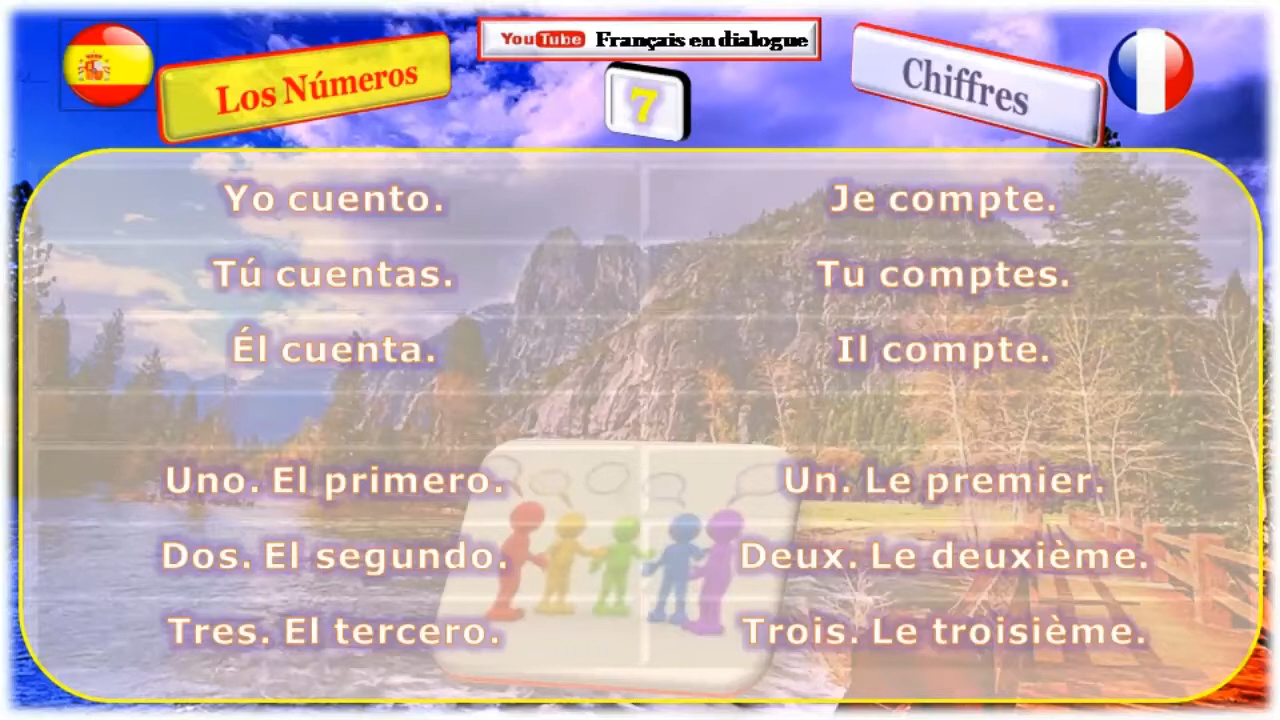 YouTube Français en dialogue
Los Números
7
Chiffres
Yo cuento. Je compte.
Tú cuentas. Tu comptes.
Él cuenta. Il compte.
Uno. El primero. Un. Le premier.
Dos. El segundo. Deux. Le deuxième.
Tres. El tercero. Trois. Le troisième.